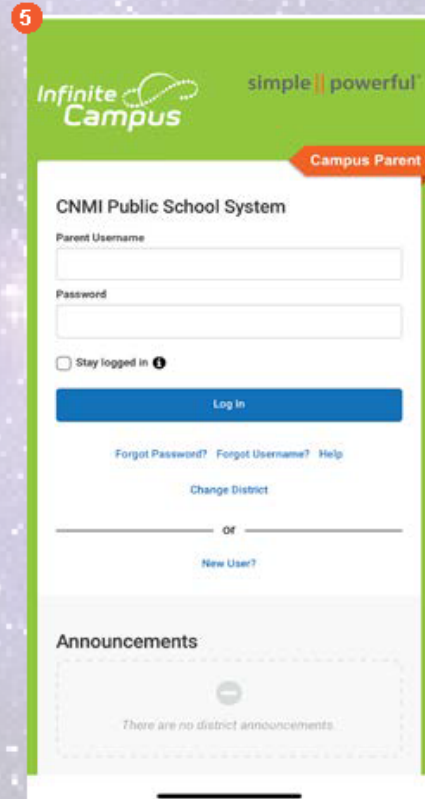 5
Infinite Campus
simple || powerful
Campus Parent
CNMI Public School System
Parent Username
Password
Stay logged in
Log In
Forgot Password? Forgot Username? Help
Change District
or
New User?
Announcements
There are no district announcements.